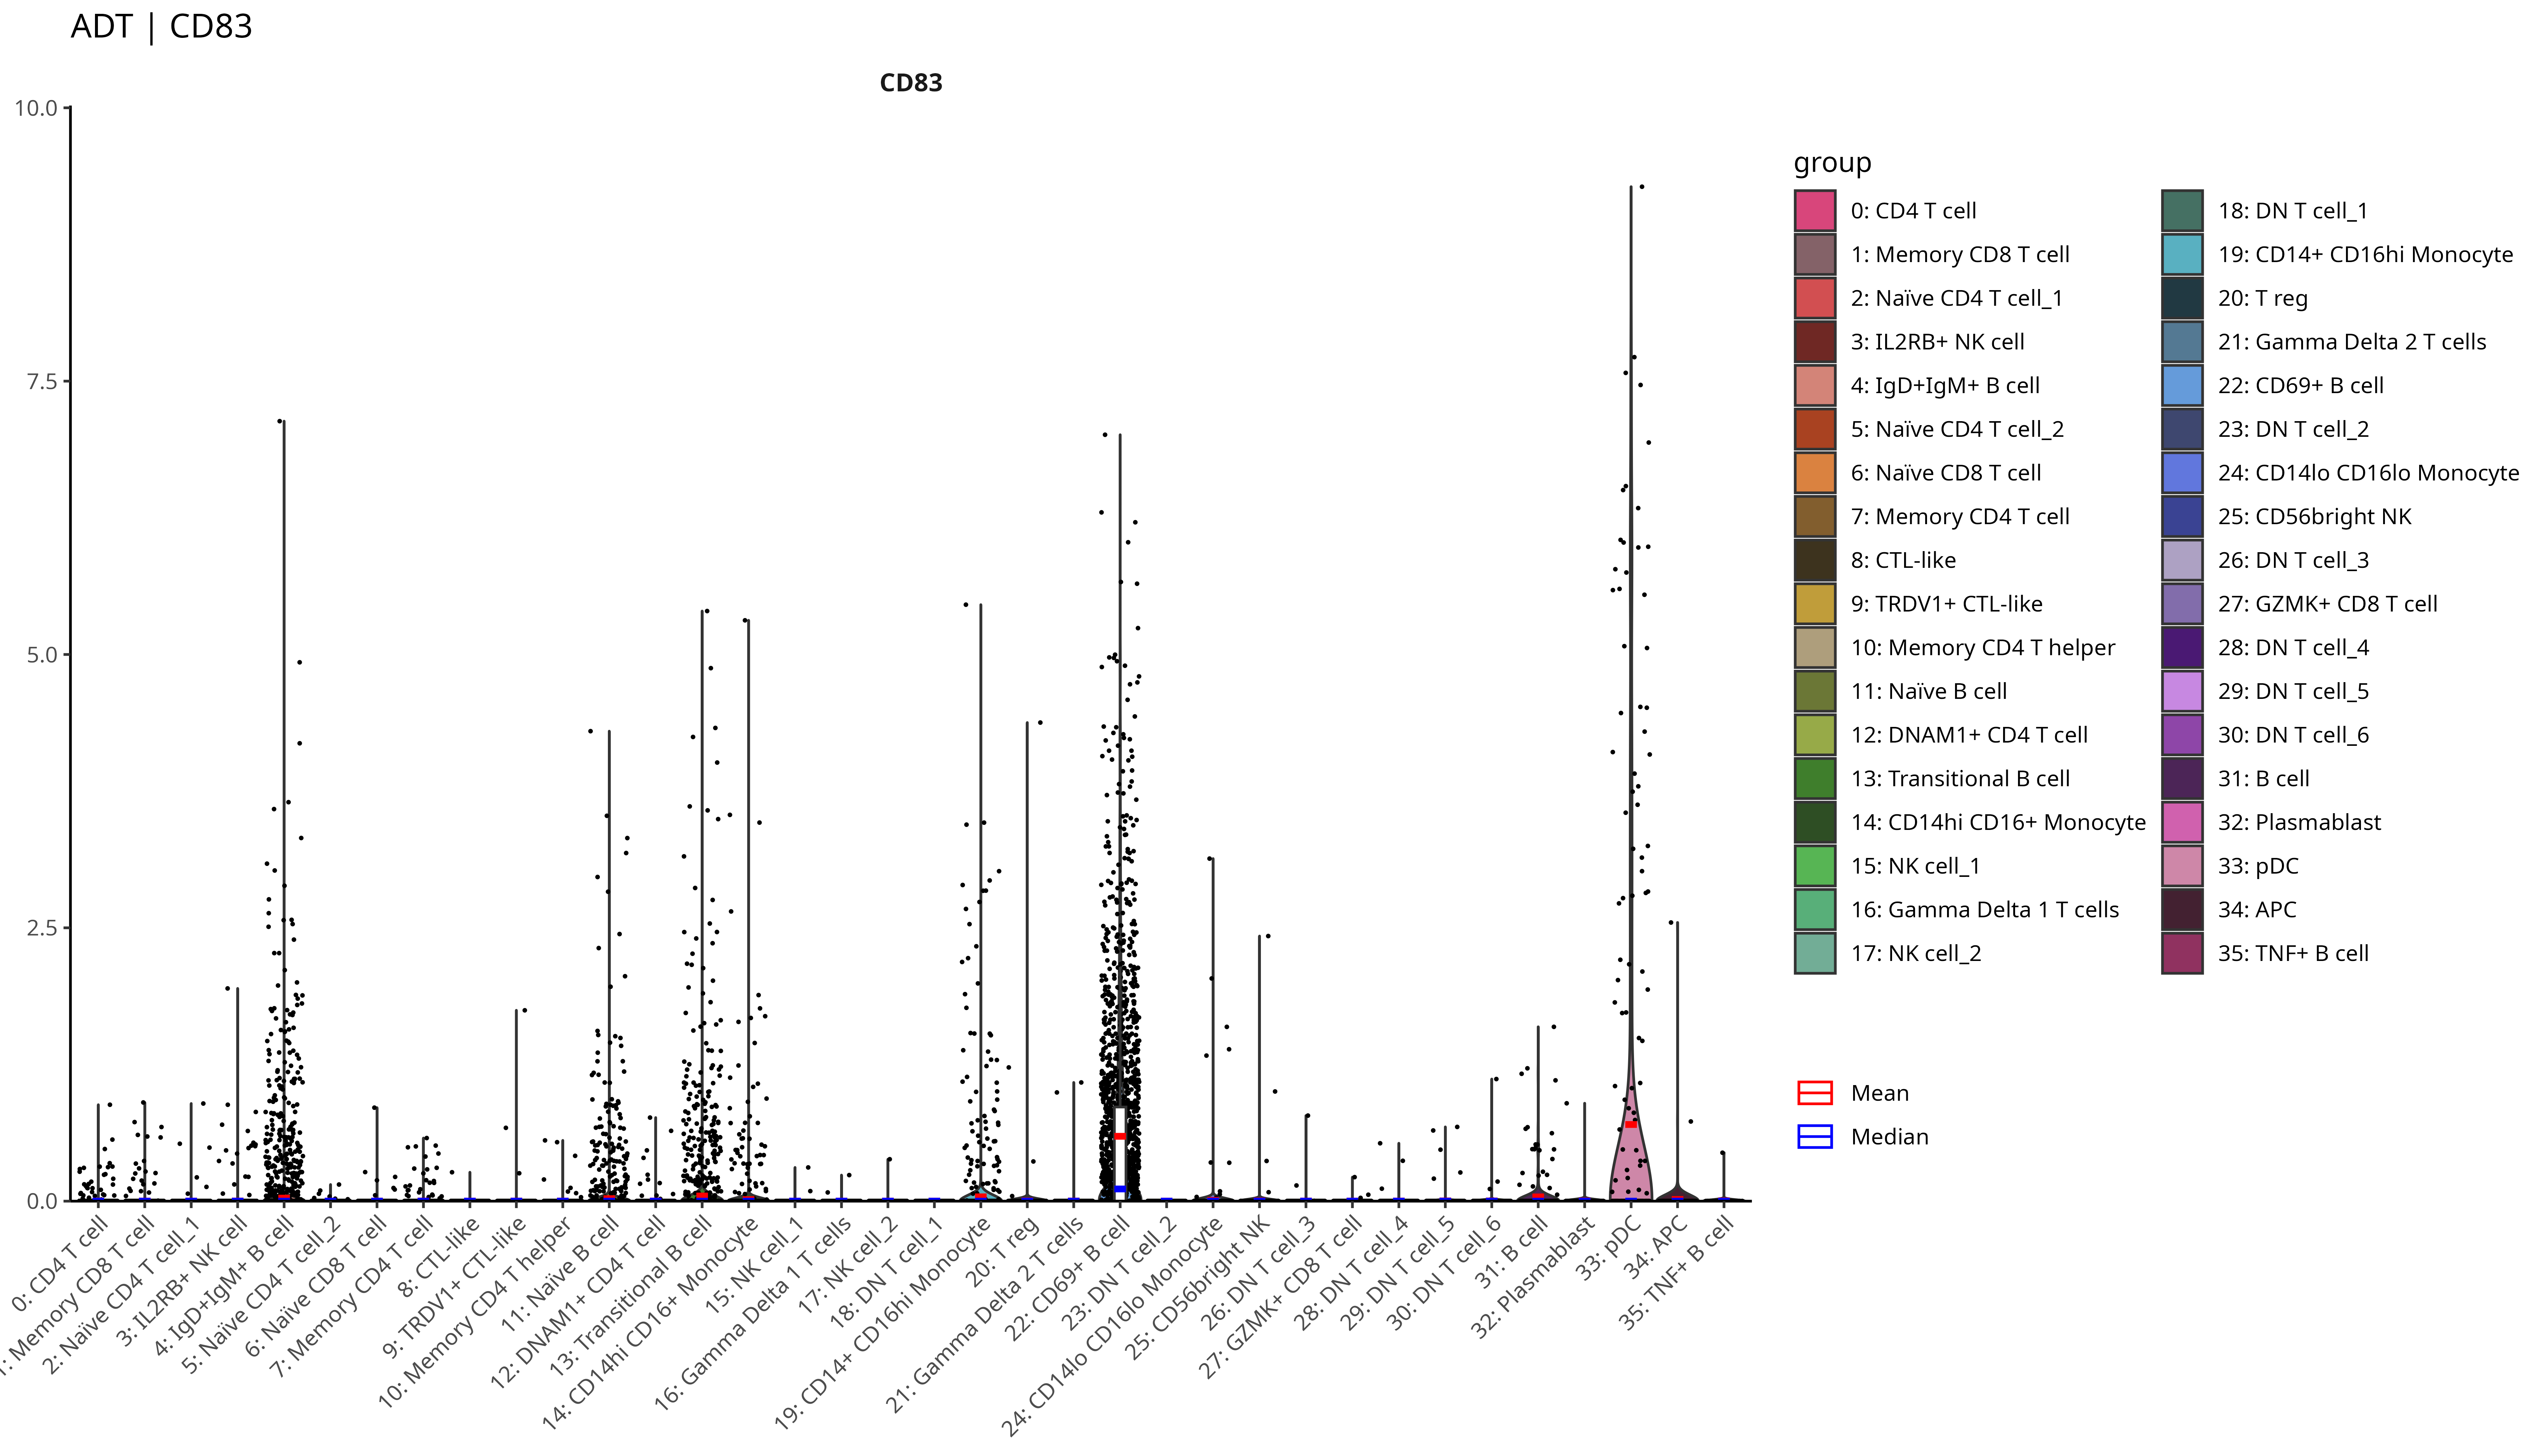 ADT | CD83
CD83
10.0
7.5
5.0
2.5
0.0
0: CD4 T cell
1: Memory CD8 T cell
2: Naïve CD4 T cell_1
3: IL2RB+ NK cell
4: IgD+IgM+ B cell
5: Naïve CD4 T cell_2
6: Naïve CD8 T cell
7: Memory CD4 T cell
8: CTL-like
9: TRDV1+ CTL-like
10: Memory CD4 T helper
11: Naïve B cell
12: DNAM1+ CD4 T cell
13: Transitional B cell
14: CD14hi CD16+ Monocyte
15: NK cell_1
16: Gamma Delta 1 T cells
17: NK cell_2
18: DN T cell_1
19: CD14+ CD16hi Monocyte
20: T reg
21: Gamma Delta 2 T cells
22: CD69+ B cell
23: DN T cell_2
24: CD14lo CD16lo Monocyte
25: CD56bright NK
26: DN T cell_3
27: GZMK+ CD8 T cell
28: DN T cell_4
29: DN T cell_5
30: DN T cell_6
31: B cell
32: Plasmablast
33: pDC
34: APC
35: TNF+ B cell
group
0: CD4 T cell
1: Memory CD8 T cell
2: Naïve CD4 T cell_1
3: IL2RB+ NK cell
4: IgD+IgM+ B cell
5: Naïve CD4 T cell_2
6: Naïve CD8 T cell
7: Memory CD4 T cell
8: CTL-like
9: TRDV1+ CTL-like
10: Memory CD4 T helper
11: Naïve B cell
12: DNAM1+ CD4 T cell
13: Transitional B cell
14: CD14hi CD16+ Monocyte
15: NK cell_1
16: Gamma Delta 1 T cells
17: NK cell_2
18: DN T cell_1
19: CD14+ CD16hi Monocyte
20: T reg
21: Gamma Delta 2 T cells
22: CD69+ B cell
23: DN T cell_2
24: CD14lo CD16lo Monocyte
25: CD56bright NK
26: DN T cell_3
27: GZMK+ CD8 T cell
28: DN T cell_4
29: DN T cell_5
30: DN T cell_6
31: B cell
32: Plasmablast
33: pDC
34: APC
35: TNF+ B cell
Mean
Median